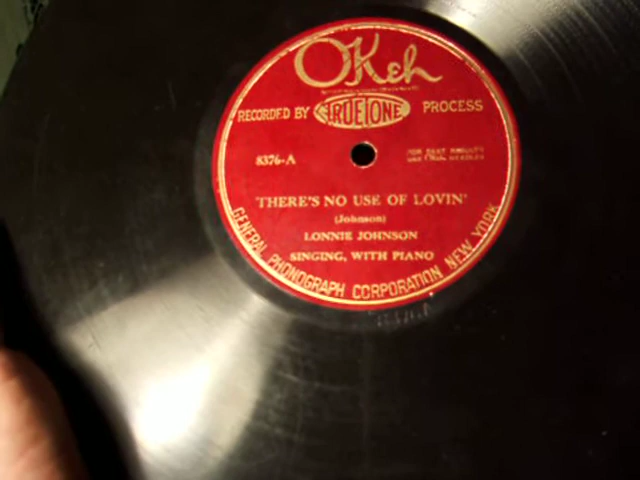 OKeh
RECORDED BY TRUETONE PROCESS
8376-A
THERE'S NO USE OF LOVIN'
(Johnson)
LONNIE JOHNSON
SINGING, WITH PIANO
GENERAL PHONOGRAPH CORPORATION NEW YORK